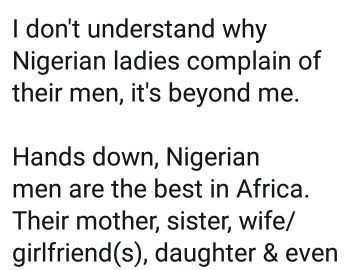 I don't understand why
Nigerian ladies complain of
their men, it's beyond me.
Hands down, Nigerian
men are the best in Africa.
Their mother, sister, wife/
girlfriend(s), daughter & even